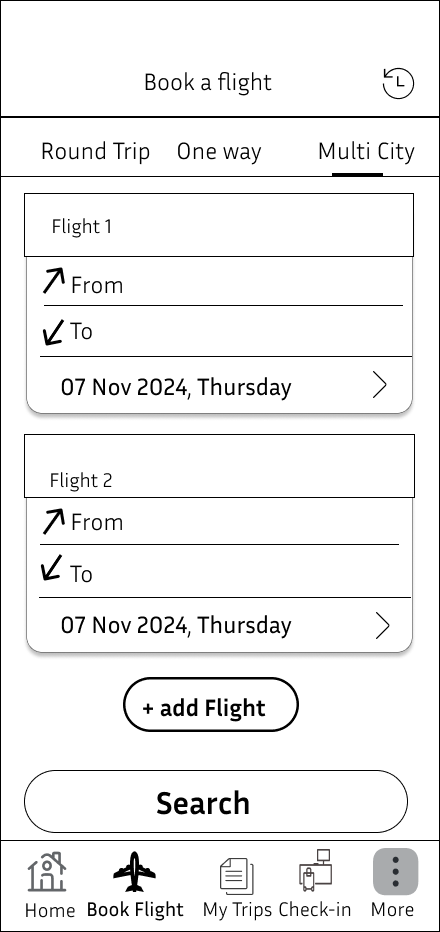 Book a flight
Round Trip One way Multi City
Flight 1
From
To
07 Nov 2024, Thursday
Flight 2
From
To
07 Nov 2024, Thursday
+ add Flight
Search
Home Book Flight My Trips Check-in More